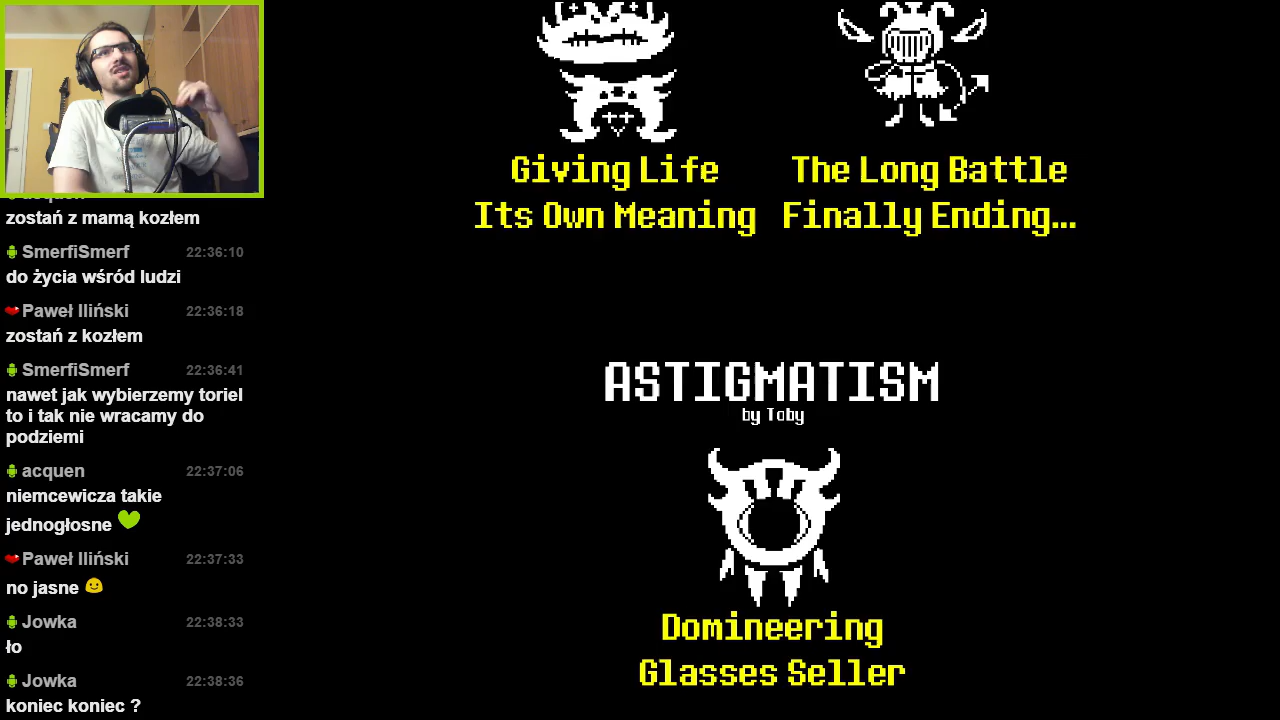 zostań z mamą kozłem
SmerfiSmerf 22:36:10
do życia wśród ludzi
Paweł Iliński 22:36:18
zostań z kozłem
SmerfiSmerf 22:36:41
nawet jak wybierzemy toriel
to i tak nie wracamy do
podziemi
acquen 22:37:06
niemcewicza takie
jednogłosne
Paweł Iliński 22:37:33
no jasne
Jowka 22:38:33
ło
Jowka 22:38:36
koniec koniec ?
Giving Life
Its Own Meaning
The Long Battle
Finally Ending...
ASTIGMATISM
by Toby
Domineering
Glasses Seller